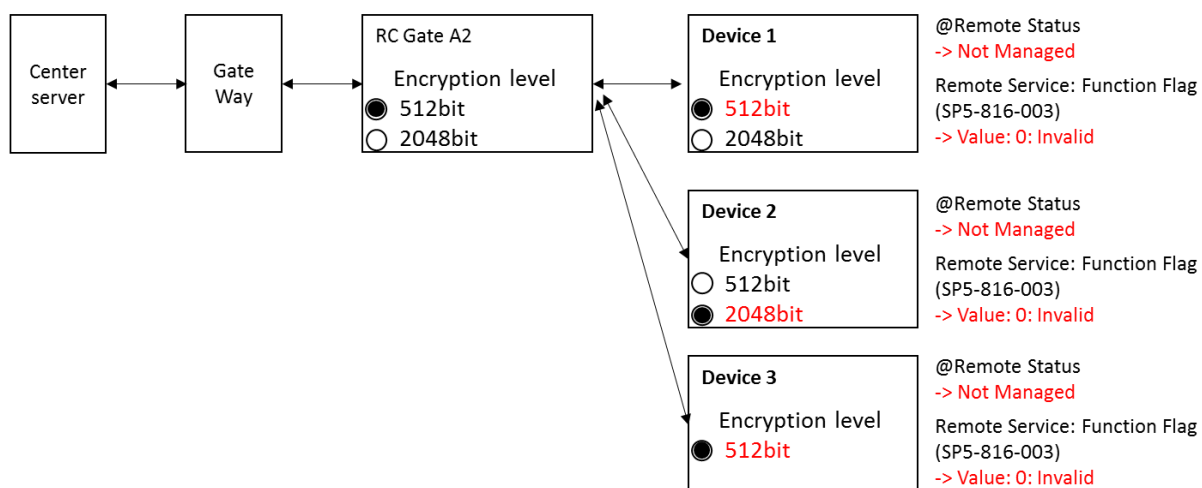 Center
server
Gate
Way
RC Gate A2
Encryption level
512bit
2048bit
Device 1
Encryption level
512bit
2048bit
@Remote Status
-> Not Managed
Remote Service: Function Flag
(SP5-816-003)
-> Value: 0: Invalid
Device 2
Encryption level
512bit
2048bit
@Remote Status
-> Not Managed
Remote Service: Function Flag
(SP5-816-003)
-> Value: 0: Invalid
Device 3
Encryption level
512bit
@Remote Status
-> Not Managed
Remote Service: Function Flag
(SP5-816-003)
-> Value: 0: Invalid